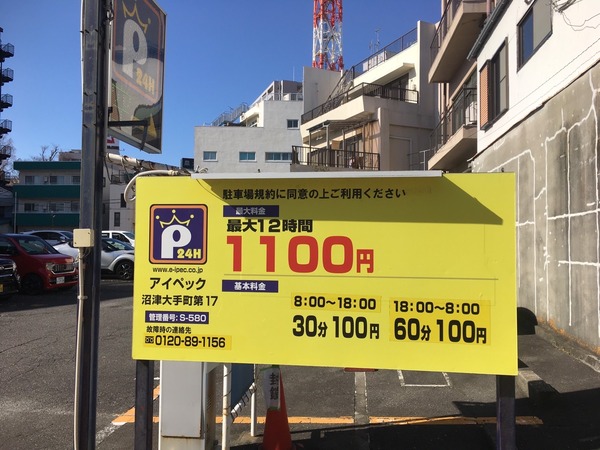 P
24H
駐車場規約に同意の上ご利用ください
最大料金
最大12時間
1100円
P
24H
www.e-ipec.co.jp
アイペック
沼津大手町第17
管理番号:S-580
故障時の連絡先
0120-89-1156
基本料金
8:00~18:00
30分100円
18:00~8:00
60分100円